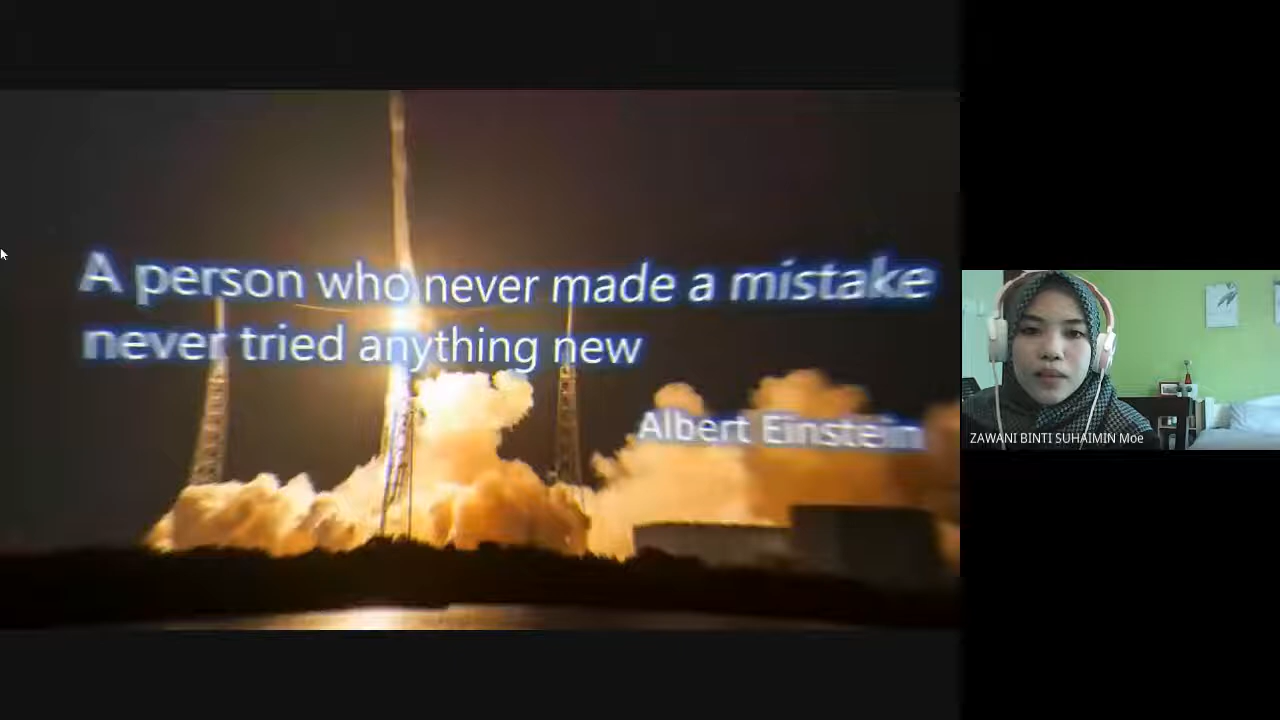 A person who never made a mistake
never tried anything new
Albert Einstein
ZAWANI BINTI SUHAIMIN Moe